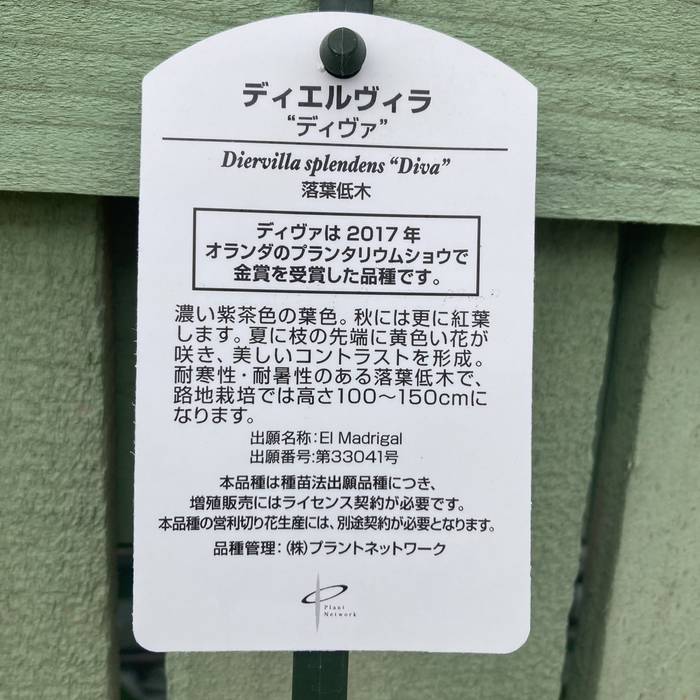 ディエルヴィラ
“ディヴァ”
Diervilla splendens “Diva”
落葉低木
ディヴァは2017年
オランダのプランタリウムショウで
金賞を受賞した品種です。
濃い紫茶色の葉色。秋には更に紅葉
します。夏に枝の先端に黄色い花が
咲き、美しいコントラストを形成。
耐寒性・耐暑性のある落葉低木で、
路地栽培では高さ100～150cmに
なります。
出願名称:El Madrigal
出願番号:第33041号
本品種は種苗法出願品種につき、
増殖販売にはライセンス契約が必要です。
本品種の営利切り花生産には、別途契約が必要となります。
品種管理：(株)プラントネットワーク
Plant
Network